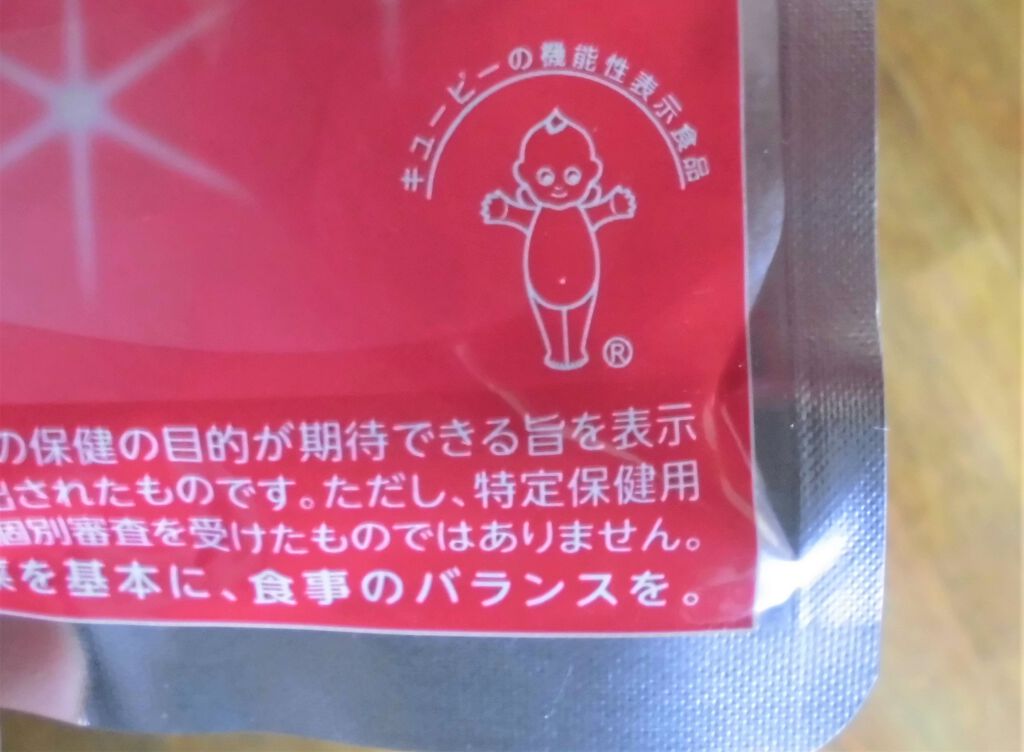 キユーピーの機能性表示食品
®
の保健の目的が期待できる旨を表示
出されたものです。ただし、特定保健用
個別審査を受けたものではありません。
を基本に、食事のバランスを。